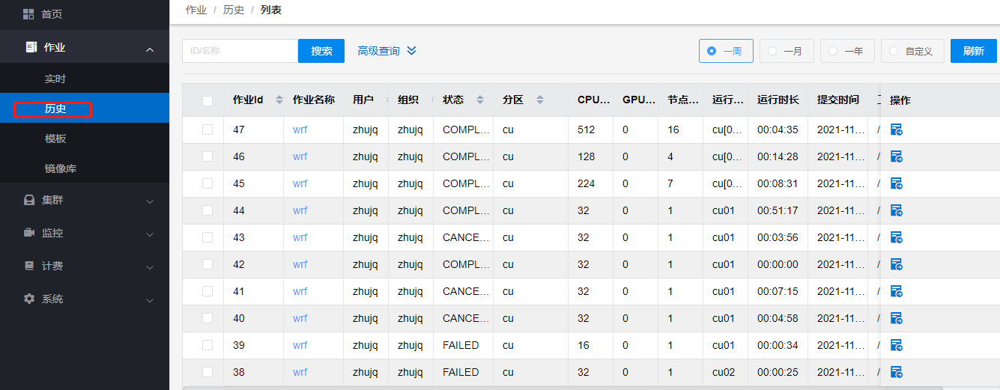 首页
作业
实时
历史
模板
镜像库
集群
监控
计费
系统
作业 / 历史 / 列表
ID/名称 搜索 高级查询 一周 一月 一年 自定义 刷新
作业Id 作业名称 用户 组织 状态 分区 CPU... GPU... 节点... 运行... 运行时长 提交时间 操作
47 wrf zhujq zhujq COMPL... cu 512 0 16 cu[0... 00:04:35 2021-11... /
46 wrf zhujq zhujq COMPL... cu 128 0 4 cu[0... 00:14:28 2021-11... /
45 wrf zhujq zhujq COMPL... cu 224 0 7 cu[0... 00:08:31 2021-11... /
44 wrf zhujq zhujq COMPL... cu 32 0 1 cu01 00:51:17 2021-11... /
43 wrf zhujq zhujq CANCE... cu 32 0 1 cu01 00:03:56 2021-11... /
42 wrf zhujq zhujq COMPL... cu 32 0 1 cu01 00:00:00 2021-11... /
41 wrf zhujq zhujq CANCE... cu 32 0 1 cu01 00:07:15 2021-11... /
40 wrf zhujq zhujq CANCE... cu 32 0 1 cu01 00:04:58 2021-11... /
39 wrf zhujq zhujq FAILED cu 16 0 1 cu01 00:00:34 2021-11... /
38 wrf zhujq zhujq FAILED cu 32 0 1 cu02 00:00:25 2021-11... /